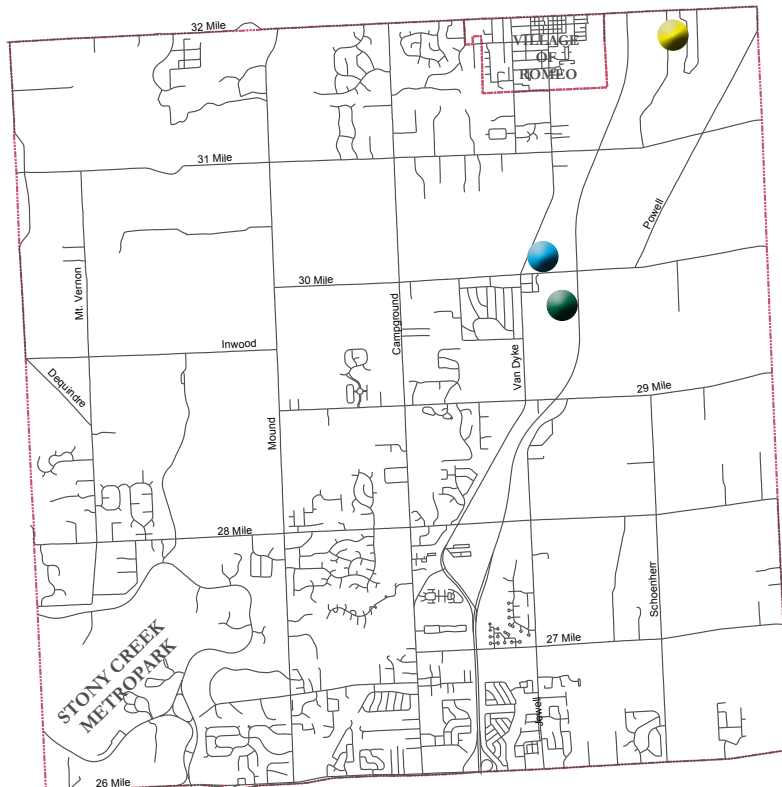 32 Mile
VILLAGE
OF
ROMEO
31 Mile
Powell
Mt. Vernon
30 Mile
Campground
Inwood
Van Dyke
Dequindre
29 Mile
Mound
28 Mile
Schoenherr
27 Mile
STONY CREEK
METROPARK
Jewell
26 Mile